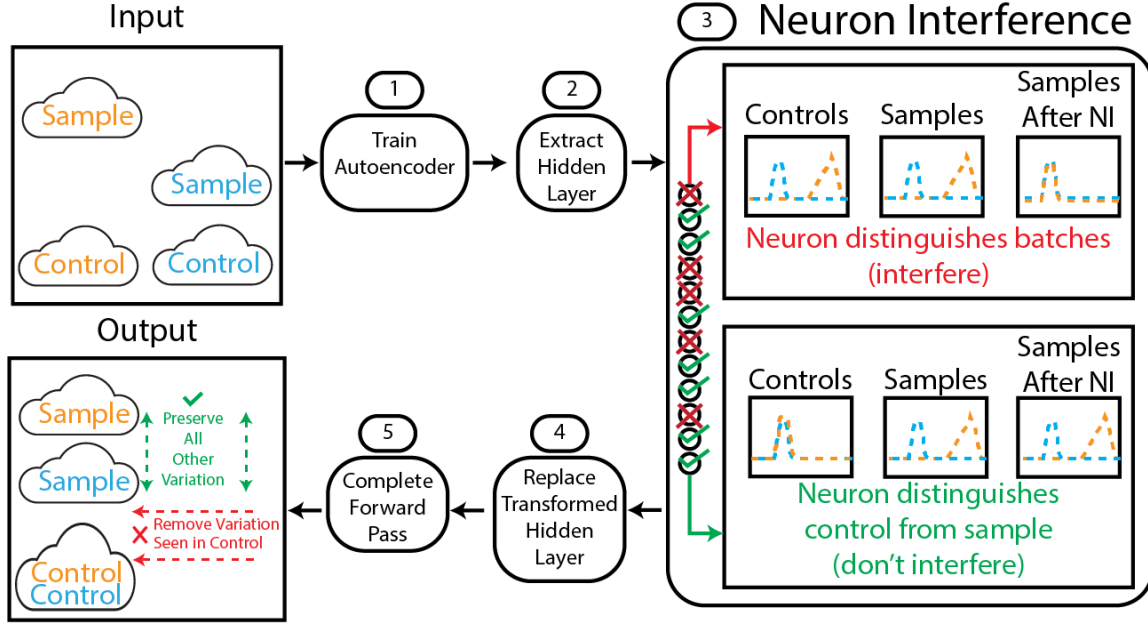 Input
Sample
Sample
Control
Control
1
Train
Autoencoder
2
Extract
Hidden
Layer
3
Neuron Interference
Controls
Samples
Samples
After NI
Neuron distinguishes batches
(interfere)
Controls
Samples
Samples
After NI
Neuron distinguishes
control from sample
(don't interfere)
4
Replace
Transformed
Hidden
Layer
5
Complete
Forward
Pass
Output
Sample
Sample
Preserve
All
Other
Variation
Remove Variation
Seen in Control
Control
Control